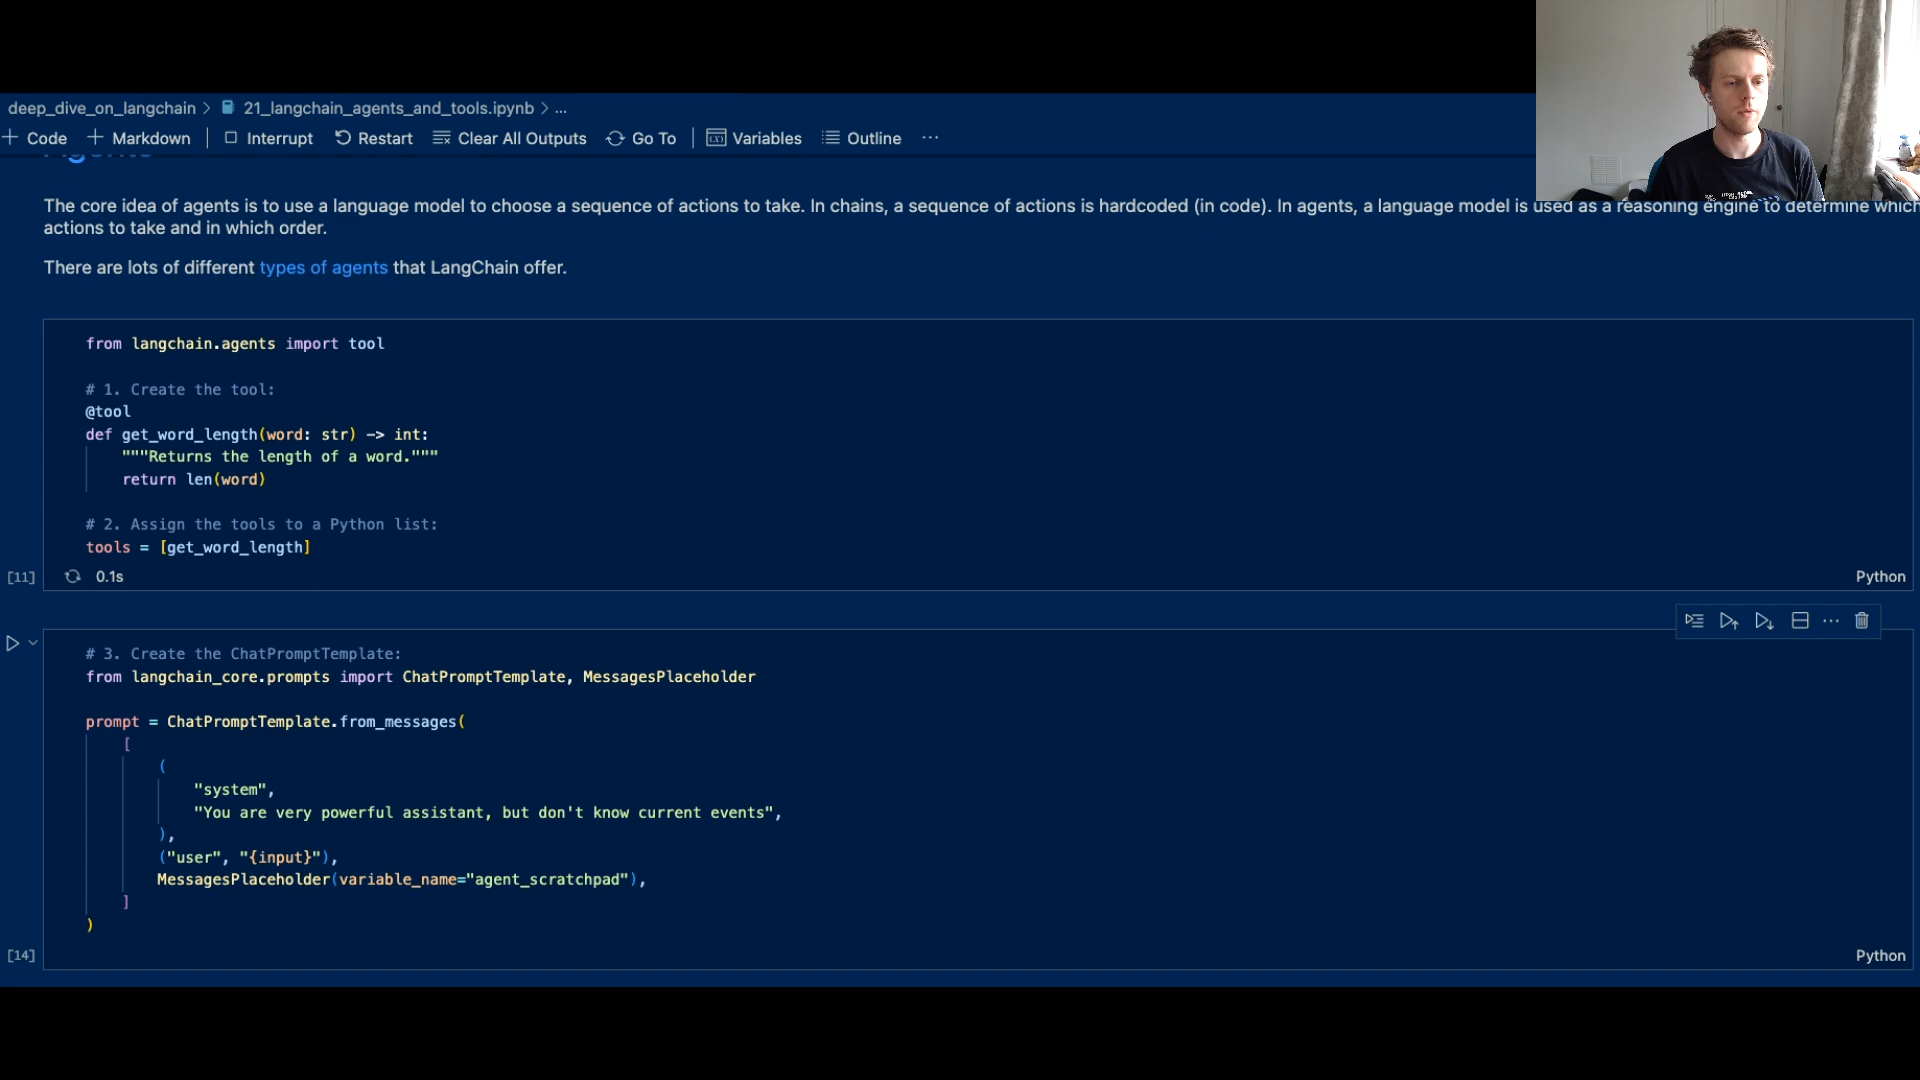 deep_dive_on_langchain > 21_langchain_agents_and_tools.ipynb > ...
+ Code + Markdown | Interrupt Restart Clear All Outputs Go To | Variables Outline ...
Agents
The core idea of agents is to use a language model to choose a sequence of actions to take. In chains, a sequence of actions is hardcoded (in code). In agents, a language model is used as a reasoning engine to determine which
actions to take and in which order.
There are lots of different types of agents that LangChain offer.
from langchain.agents import tool
# 1. Create the tool:
@tool
def get_word_length(word: str) -> int:
"""Returns the length of a word."""
return len(word)
# 2. Assign the tools to a Python list:
tools = [get_word_length]
[11] 0.1s Python
# 3. Create the ChatPromptTemplate:
from langchain_core.prompts import ChatPromptTemplate, MessagesPlaceholder
prompt = ChatPromptTemplate.from_messages(
[
(
"system",
"You are very powerful assistant, but don't know current events",
),
("user", "{input}"),
MessagesPlaceholder(variable_name="agent_scratchpad"),
]
)
[14] Python